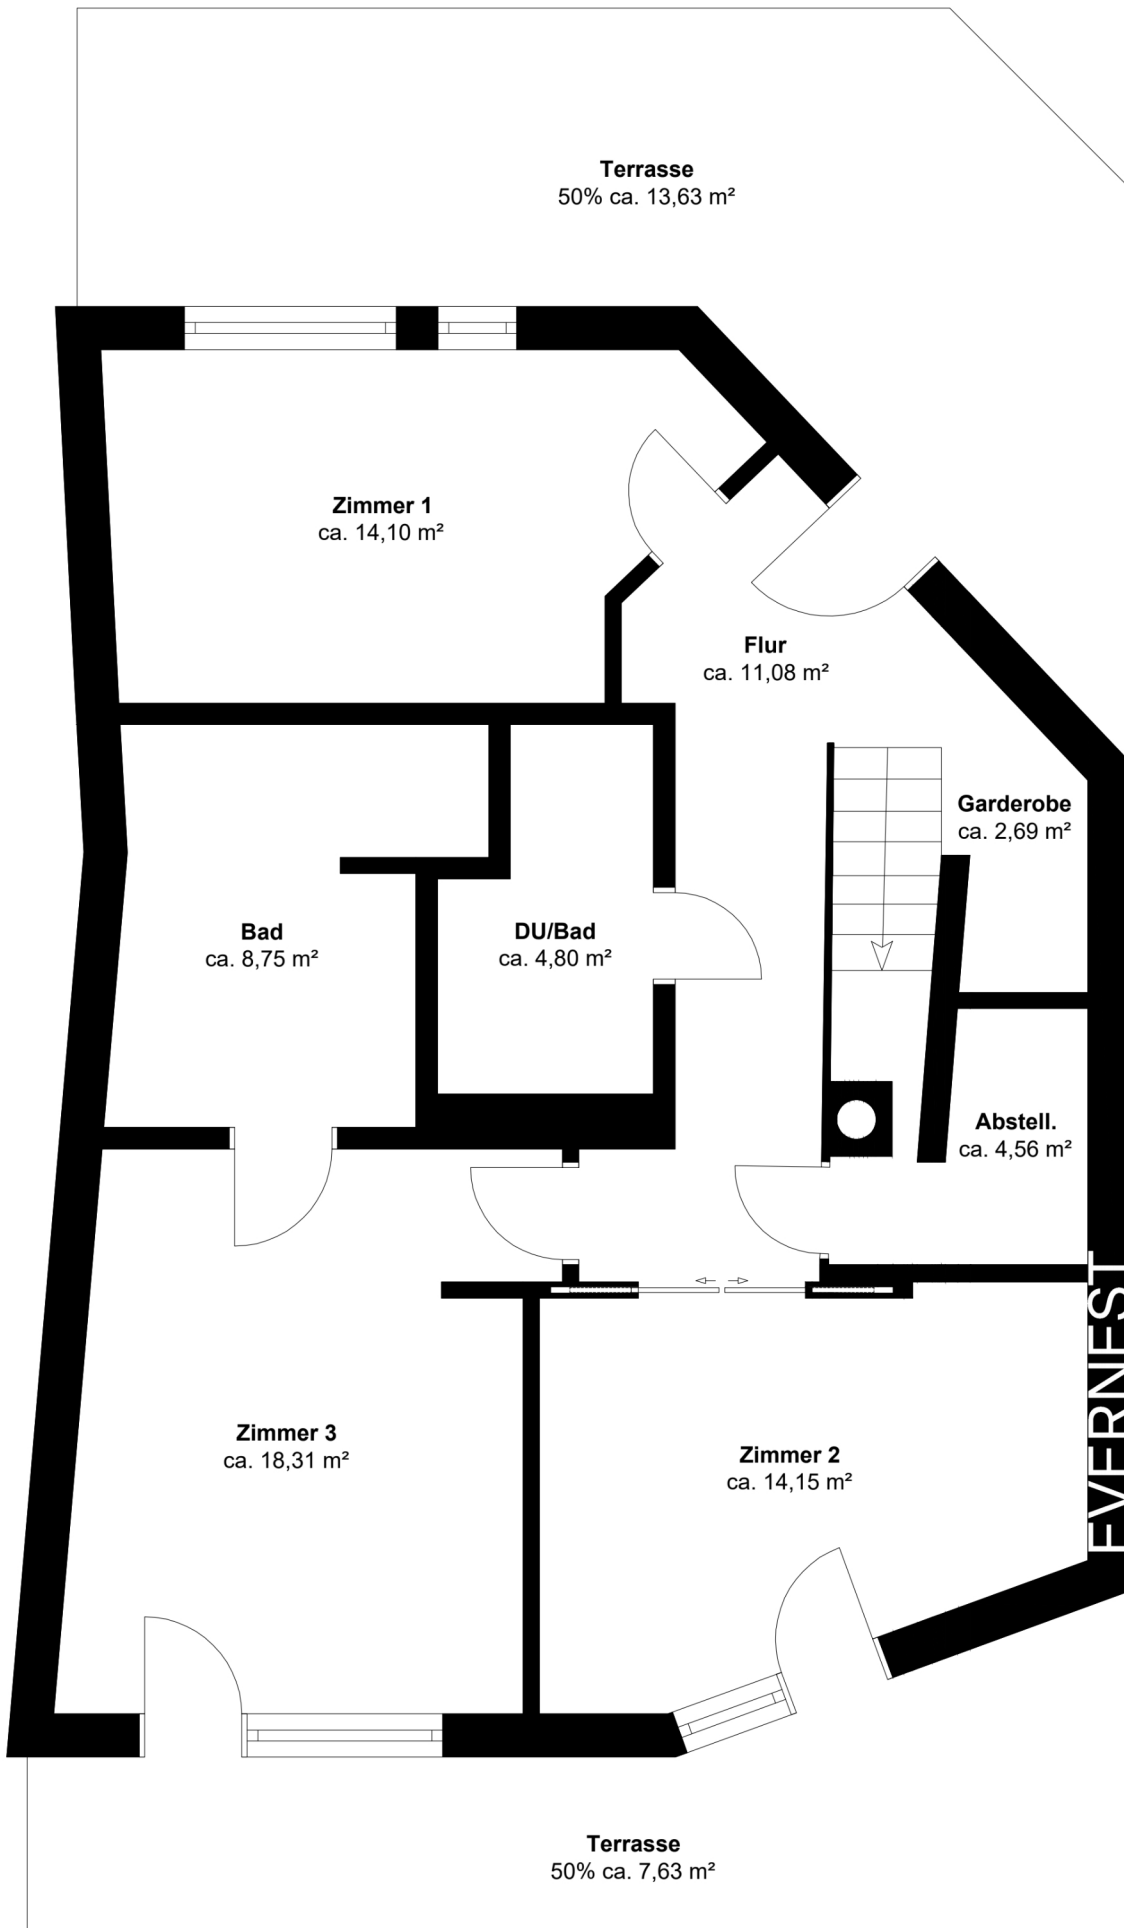 Terrasse
50% ca. 13,63 m²
Zimmer 1
ca. 14,10 m²
Flur
ca. 11,08 m²
Garderobe
ca. 2,69 m²
Bad
ca. 8,75 m²
DU/Bad
ca. 4,80 m²
Abstell.
ca. 4,56 m²
Zimmer 3
ca. 18,31 m²
Zimmer 2
ca. 14,15 m²
EVERNEST
Terrasse
50% ca. 7,63 m²